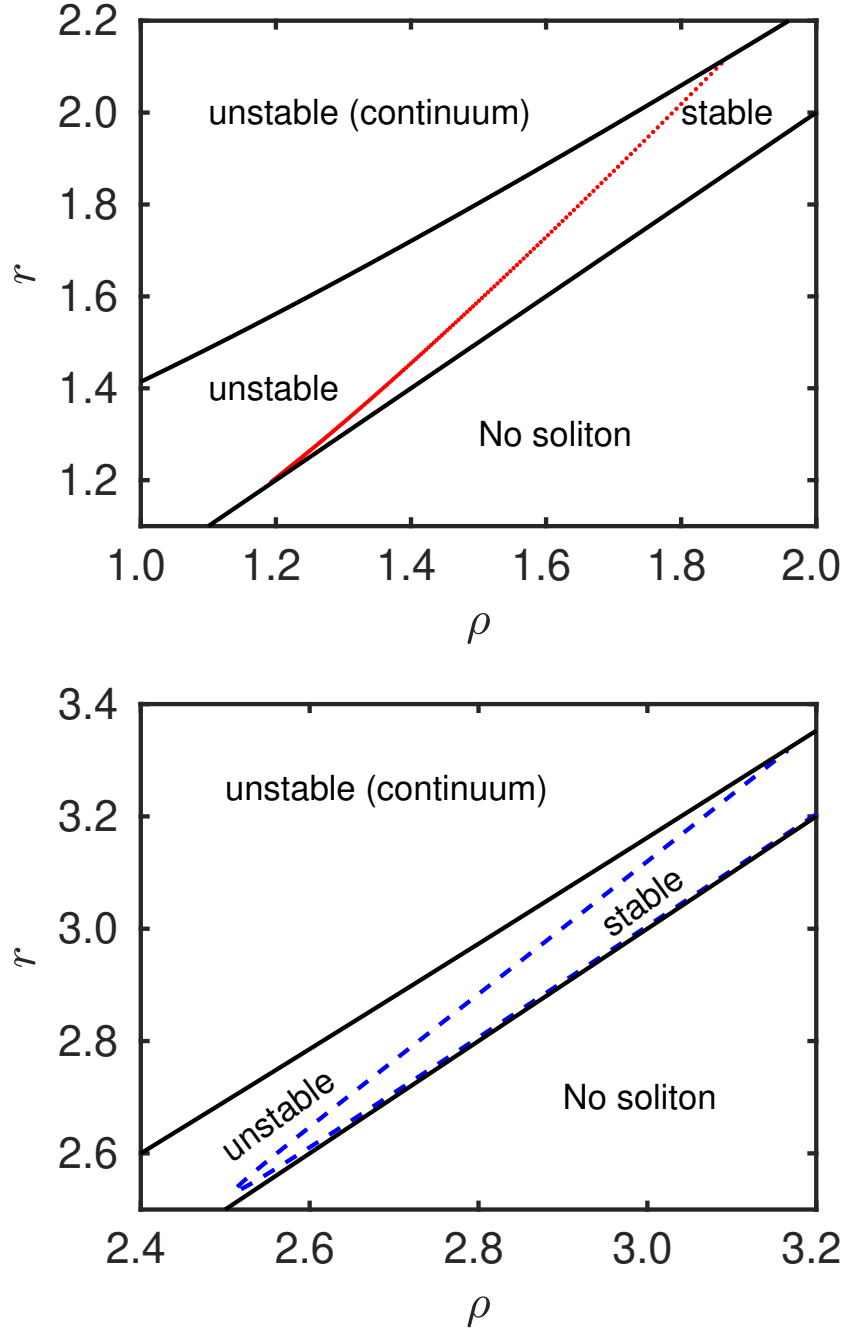 2.2
unstable (continuum)
stable
2.0
1.8
r
1.6
1.4
unstable
No soliton
1.2
1.0 1.2 1.4 1.6 1.8 2.0
ρ
3.4
unstable (continuum)
3.2
3.0
stable
r
2.8
unstable
No soliton
2.6
2.4 2.6 2.8 3.0 3.2
ρ